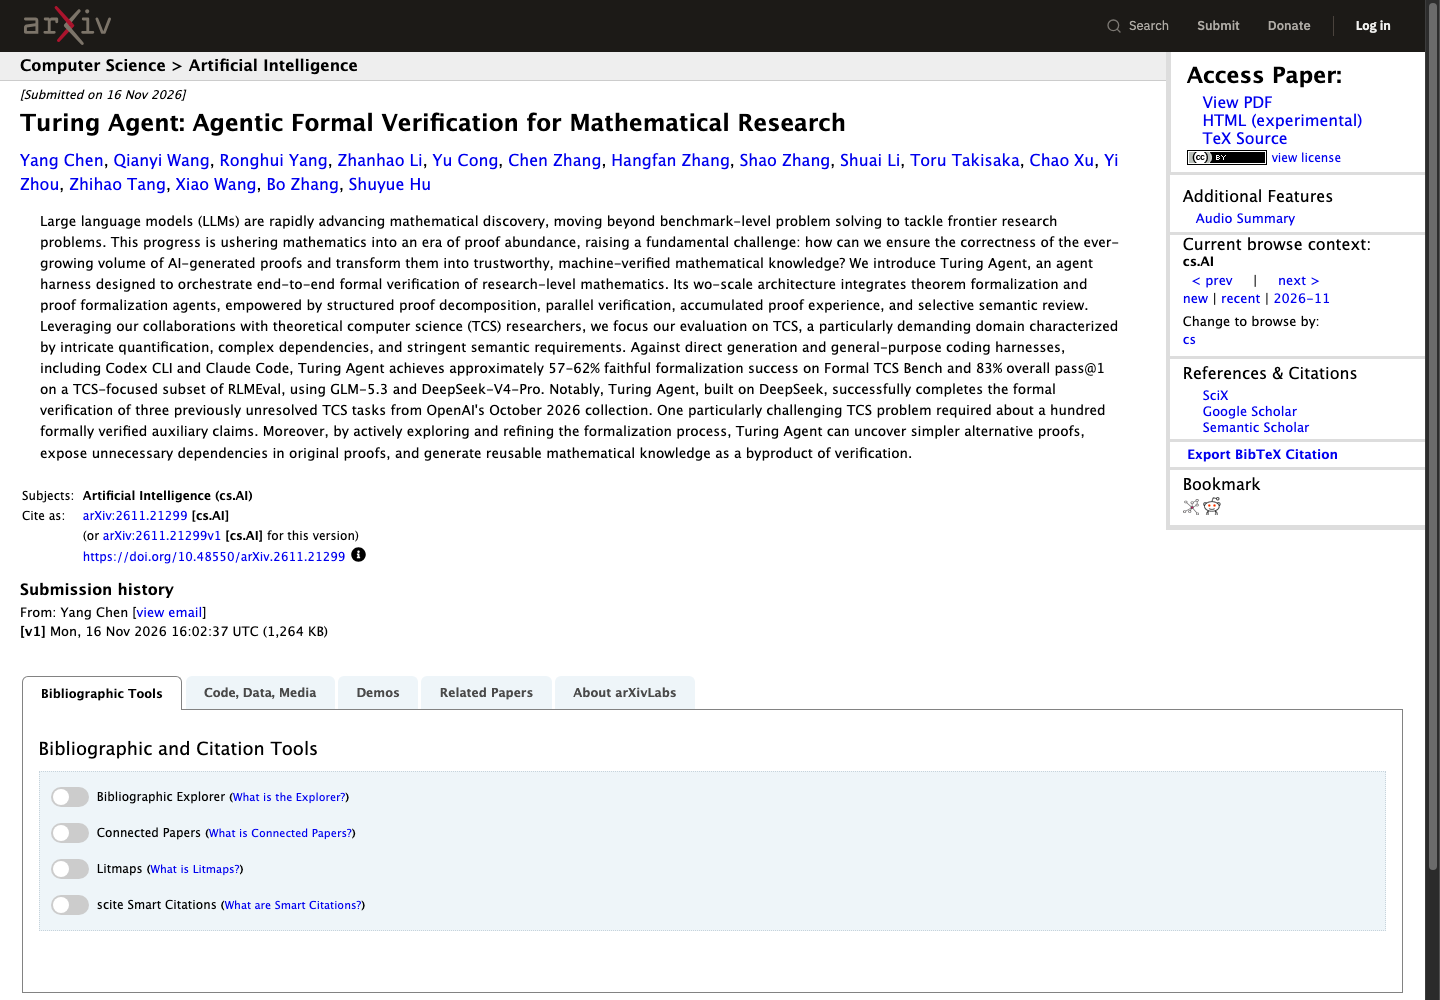 arXiv
Search Submit Donate Log in
Computer Science > Artificial Intelligence
[Submitted on 16 Nov 2026]
Turing Agent: Agentic Formal Verification for Mathematical Research
Yang Chen, Qianyi Wang, Ronghui Yang, Zhanhao Li, Yu Cong, Chen Zhang, Hangfan Zhang, Shao Zhang, Shuai Li, Toru Takisaka, Chao Xu, Yi
Zhou, Zhihao Tang, Xiao Wang, Bo Zhang, Shuyue Hu
Large language models (LLMs) are rapidly advancing mathematical discovery, moving beyond benchmark-level problem solving to tackle frontier research
problems. This progress is ushering mathematics into an era of proof abundance, raising a fundamental challenge: how can we ensure the correctness of the ever-
growing volume of AI-generated proofs and transform them into trustworthy, machine-verified mathematical knowledge? We introduce Turing Agent, an agent
harness designed to orchestrate end-to-end formal verification of research-level mathematics. Its wo-scale architecture integrates theorem formalization and
proof formalization agents, empowered by structured proof decomposition, parallel verification, accumulated proof experience, and selective semantic review.
Leveraging our collaborations with theoretical computer science (TCS) researchers, we focus our evaluation on TCS, a particularly demanding domain characterized
by intricate quantification, complex dependencies, and stringent semantic requirements. Against direct generation and general-purpose coding harnesses,
including Codex CLI and Claude Code, Turing Agent achieves approximately 57-62% faithful formalization success on Formal TCS Bench and 83% overall pass@1
on a TCS-focused subset of RLMEval, using GLM-5.3 and DeepSeek-V4-Pro. Notably, Turing Agent, built on DeepSeek, successfully completes the formal
verification of three previously unresolved TCS tasks from OpenAI's October 2026 collection. One particularly challenging TCS problem required about a hundred
formally verified auxiliary claims. Moreover, by actively exploring and refining the formalization process, Turing Agent can uncover simpler alternative proofs,
expose unnecessary dependencies in original proofs, and generate reusable mathematical knowledge as a byproduct of verification.
Subjects: Artificial Intelligence (cs.AI)
Cite as: arXiv:2611.21299 [cs.AI]
(or arXiv:2611.21299v1 [cs.AI] for this version)
https://doi.org/10.48550/arXiv.2611.21299
Submission history
From: Yang Chen [view email]
[v1] Mon, 16 Nov 2026 16:02:37 UTC (1,264 KB)
Access Paper:
View PDF
HTML (experimental)
TeX Source
(cc) BY view license
Additional Features
Audio Summary
Current browse context:
cs.AI
< prev | next >
new | recent | 2026-11
Change to browse by:
cs
References & Citations
SciX
Google Scholar
Semantic Scholar
Export BibTeX Citation
Bookmark
Bibliographic Tools Code, Data, Media Demos Related Papers About arXivLabs
Bibliographic and Citation Tools
Bibliographic Explorer (What is the Explorer?)
Connected Papers (What is Connected Papers?)
Litmaps (What is Litmaps?)
scite Smart Citations (What are Smart Citations?)